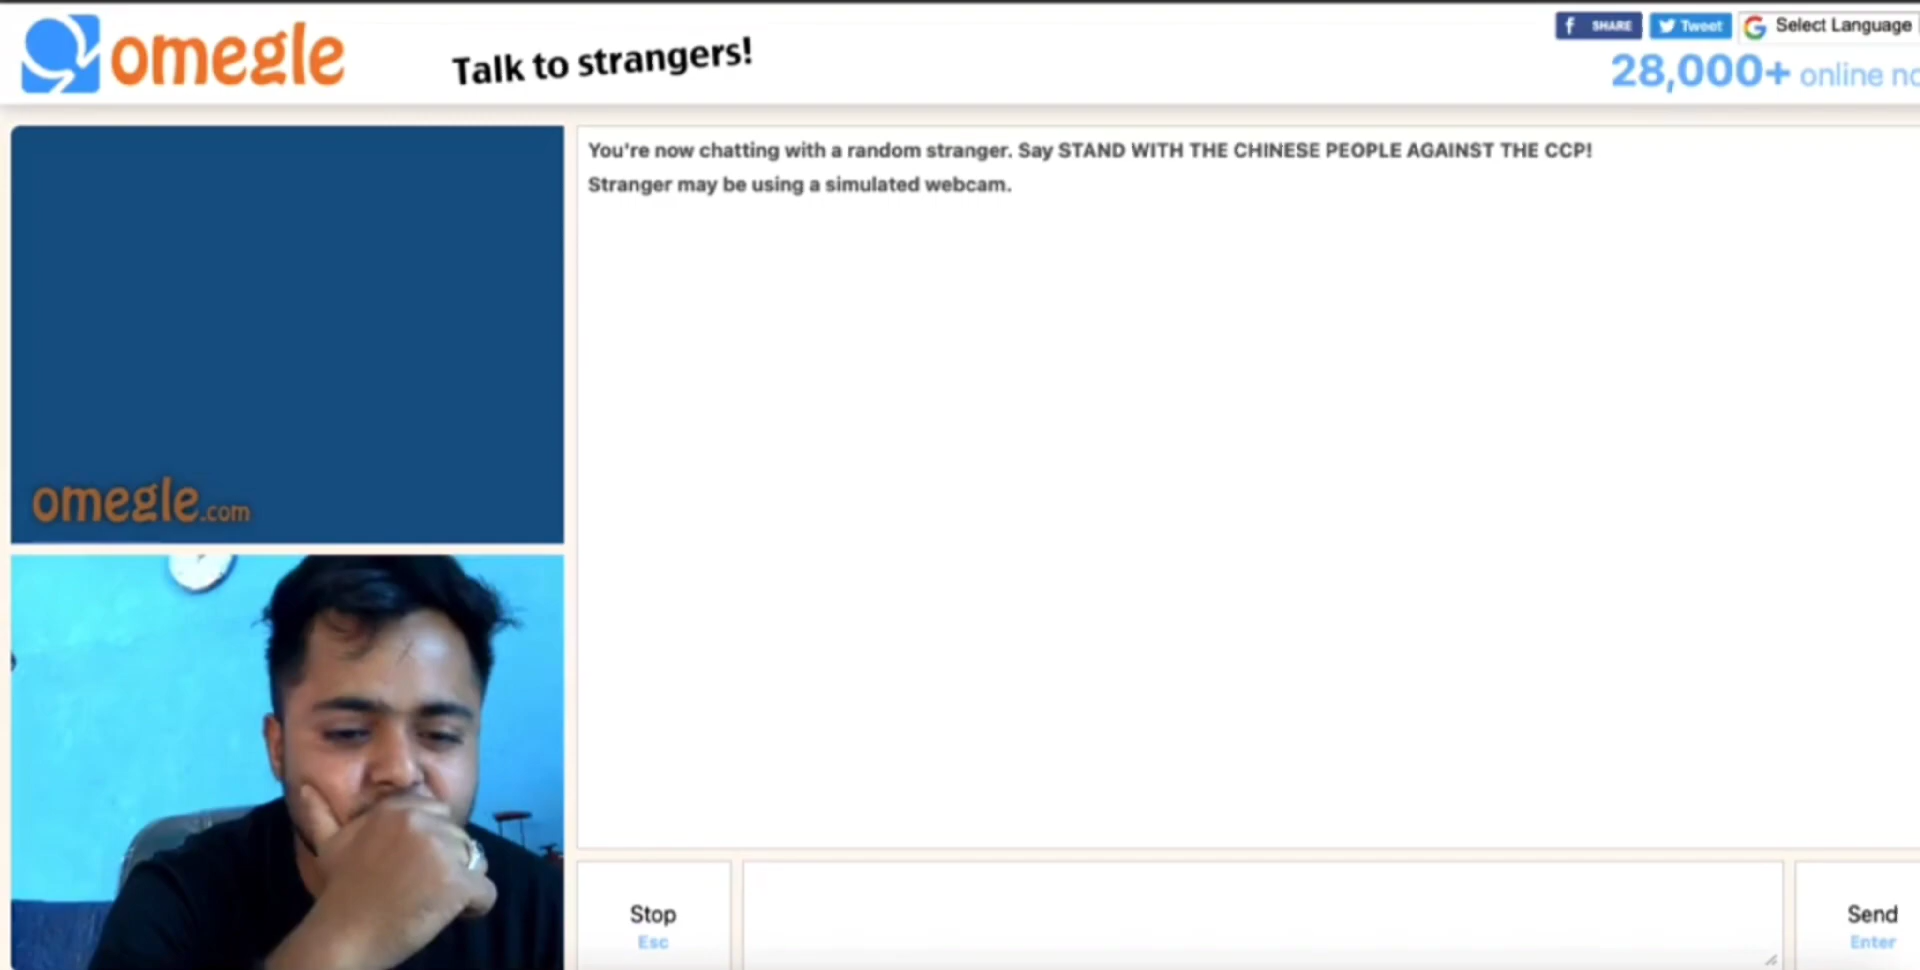 omegle
Talk to strangers!
f SHARE
Tweet
G Select Language
28,000+ online
You're now chatting with a random stranger. Say STAND WITH THE CHINESE PEOPLE AGAINST THE CCP!
Stranger may be using a simulated webcam.
omegle.com
Stop
Esc
Send
Enter